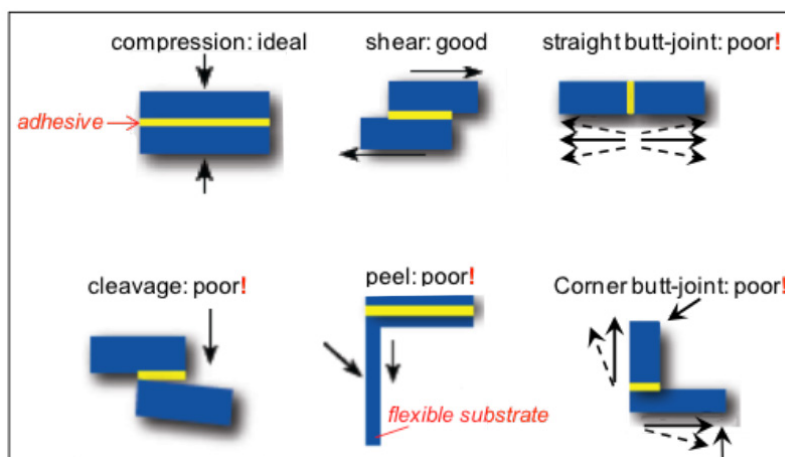 compression: ideal
shear: good
straight butt-joint: poor!
adhesive
cleavage: poor!
peel: poor!
Corner butt-joint: poor!
flexible substrate